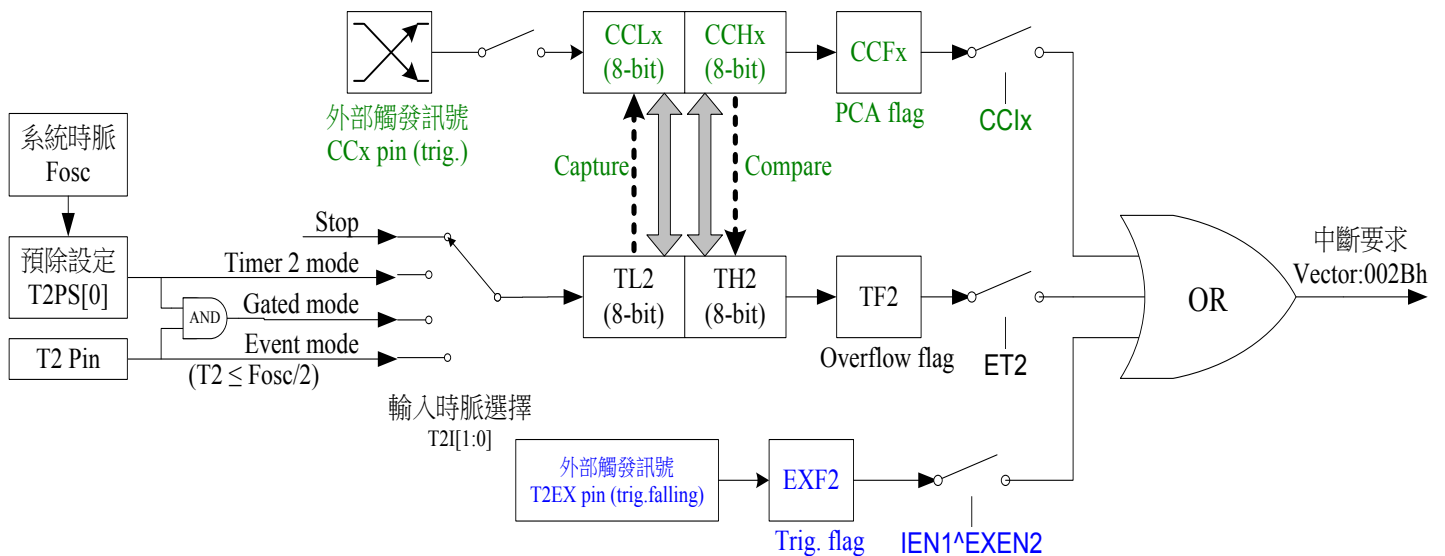 CCLx
(8-bit)
CCHx
(8-bit)
CCFx
外部觸發訊號
CCx pin (trig.)
PCA flag
CCIx
Capture
Compare
系統時脈
Fosc
預除設定
T2PS[0]
T2 Pin
AND
Stop
Timer 2 mode
Gated mode
Event mode
(T2 ≤ Fosc/2)
輸入時脈選擇
T2I[1:0]
TL2
(8-bit)
TH2
(8-bit)
TF2
Overflow flag
ET2
OR
中斷要求
Vector:002Bh
外部觸發訊號
T2EX pin (trig.falling)
EXF2
Trig. flag
IEN1^EXEN2